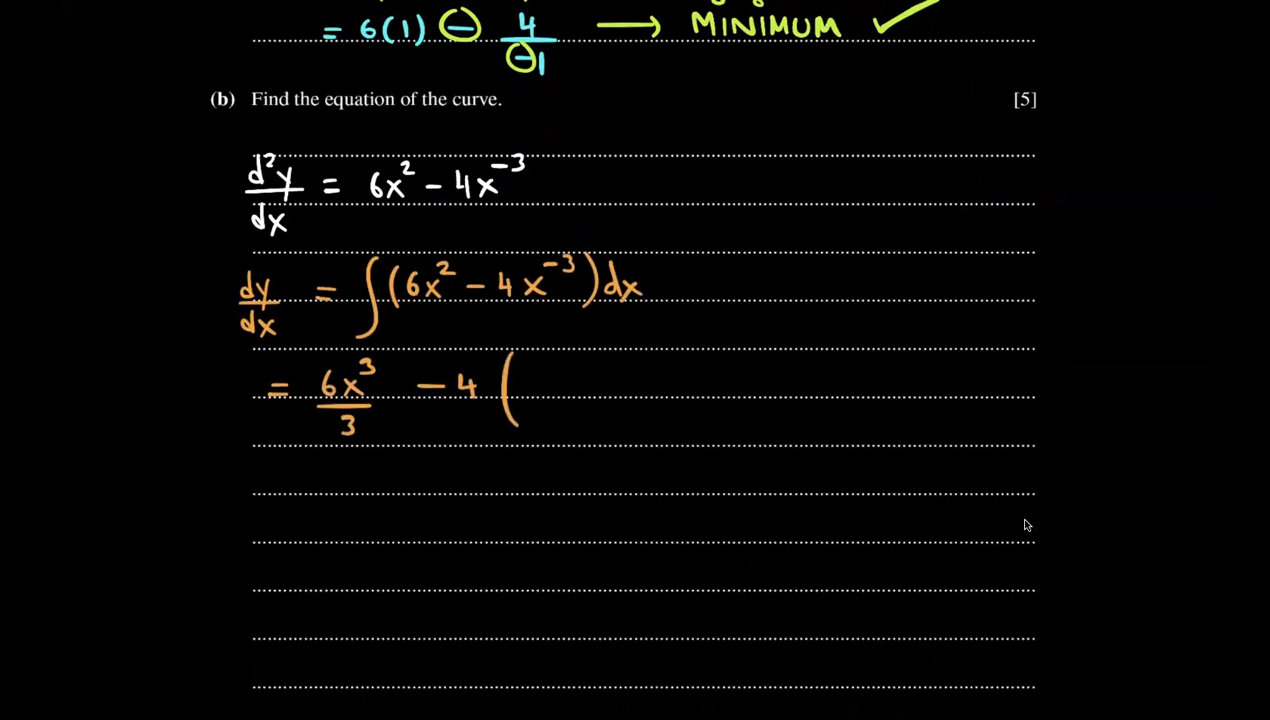 = 6(1) − 4/−1 → MINIMUM ✓
(b) Find the equation of the curve. [5]
d²y/dx = 6x² − 4x⁻³
dy/dx = ∫(6x² − 4x⁻³)dx
= 6x³/3 − 4 (